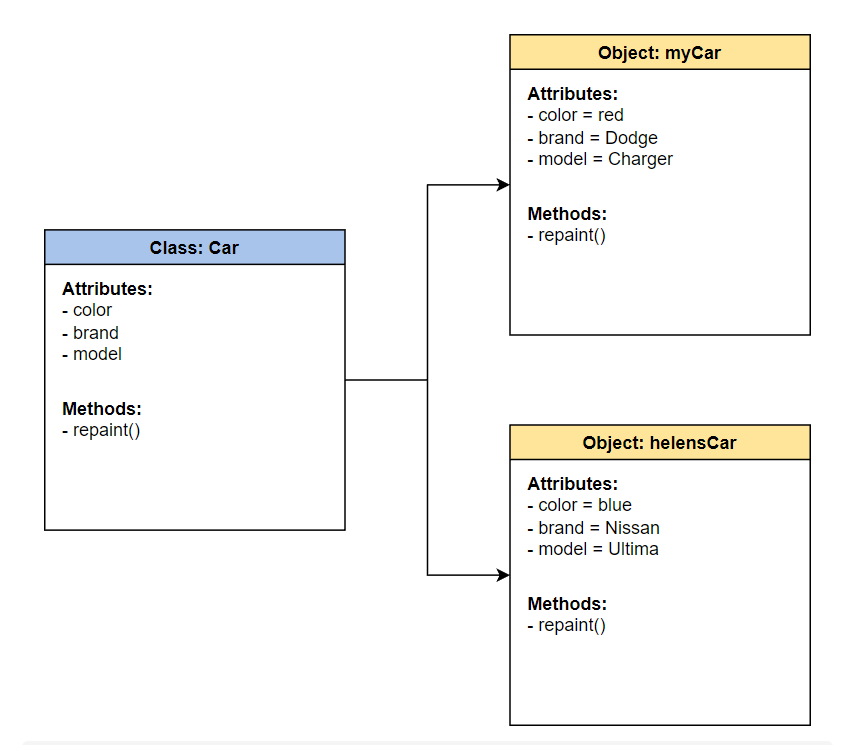 Class: Car
Attributes:
- color
- brand
- model
Methods:
- repaint()
Object: myCar
Attributes:
- color = red
- brand = Dodge
- model = Charger
Methods:
- repaint()
Object: helensCar
Attributes:
- color = blue
- brand = Nissan
- model = Ultima
Methods:
- repaint()